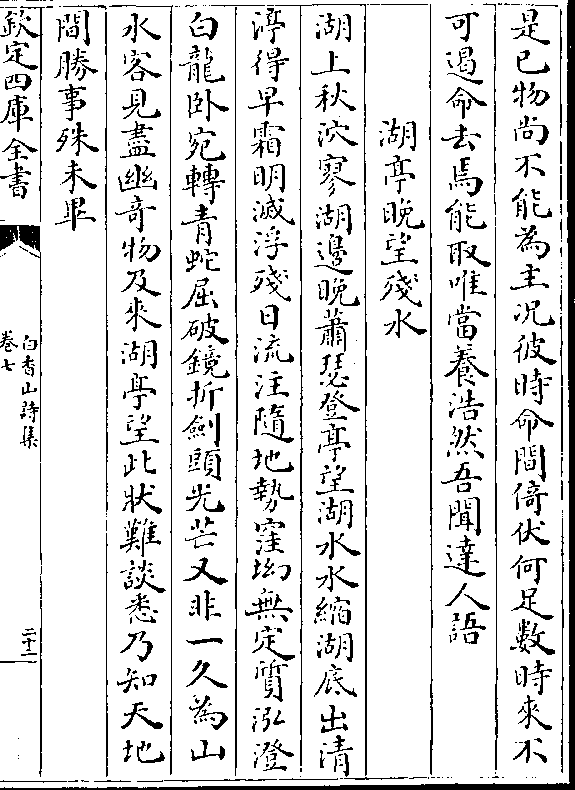 是已物尚不能為主况彼時命間倚伏何足數時來不
可遏命去焉能取唯當養浩然吾聞達人語
湖亭晚望殘水
湖上秋泬寥湖邊晚蕭瑟登亭望湖水水縮湖底出清
渟得早霜明滅浮殘日流注隨地勢窪坳無定質泓澄
白龍卧宛轉青蛇屈破鏡折劍頭光芒又非一久為山
水客見盡幽奇物及來湖亭望此狀難談悉乃知天地
間勝事殊未畢
欽定四庫全書
白香山詩集
卷七
二十二